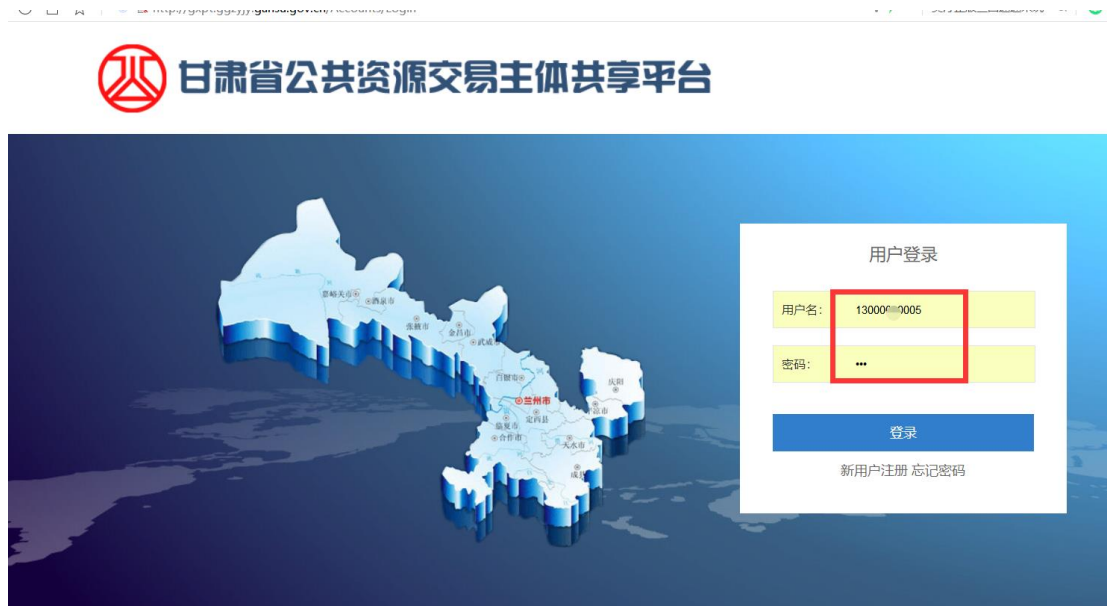 甘肃省公共资源交易主体共享平台
用户登录
用户名:
密码: •••
登录
新用户注册 忘记密码
嘉峪关市
酒泉市
张掖市
金昌市
武威市
兰州市
临夏市
定西县
合作市
天水市
庆阳
成县